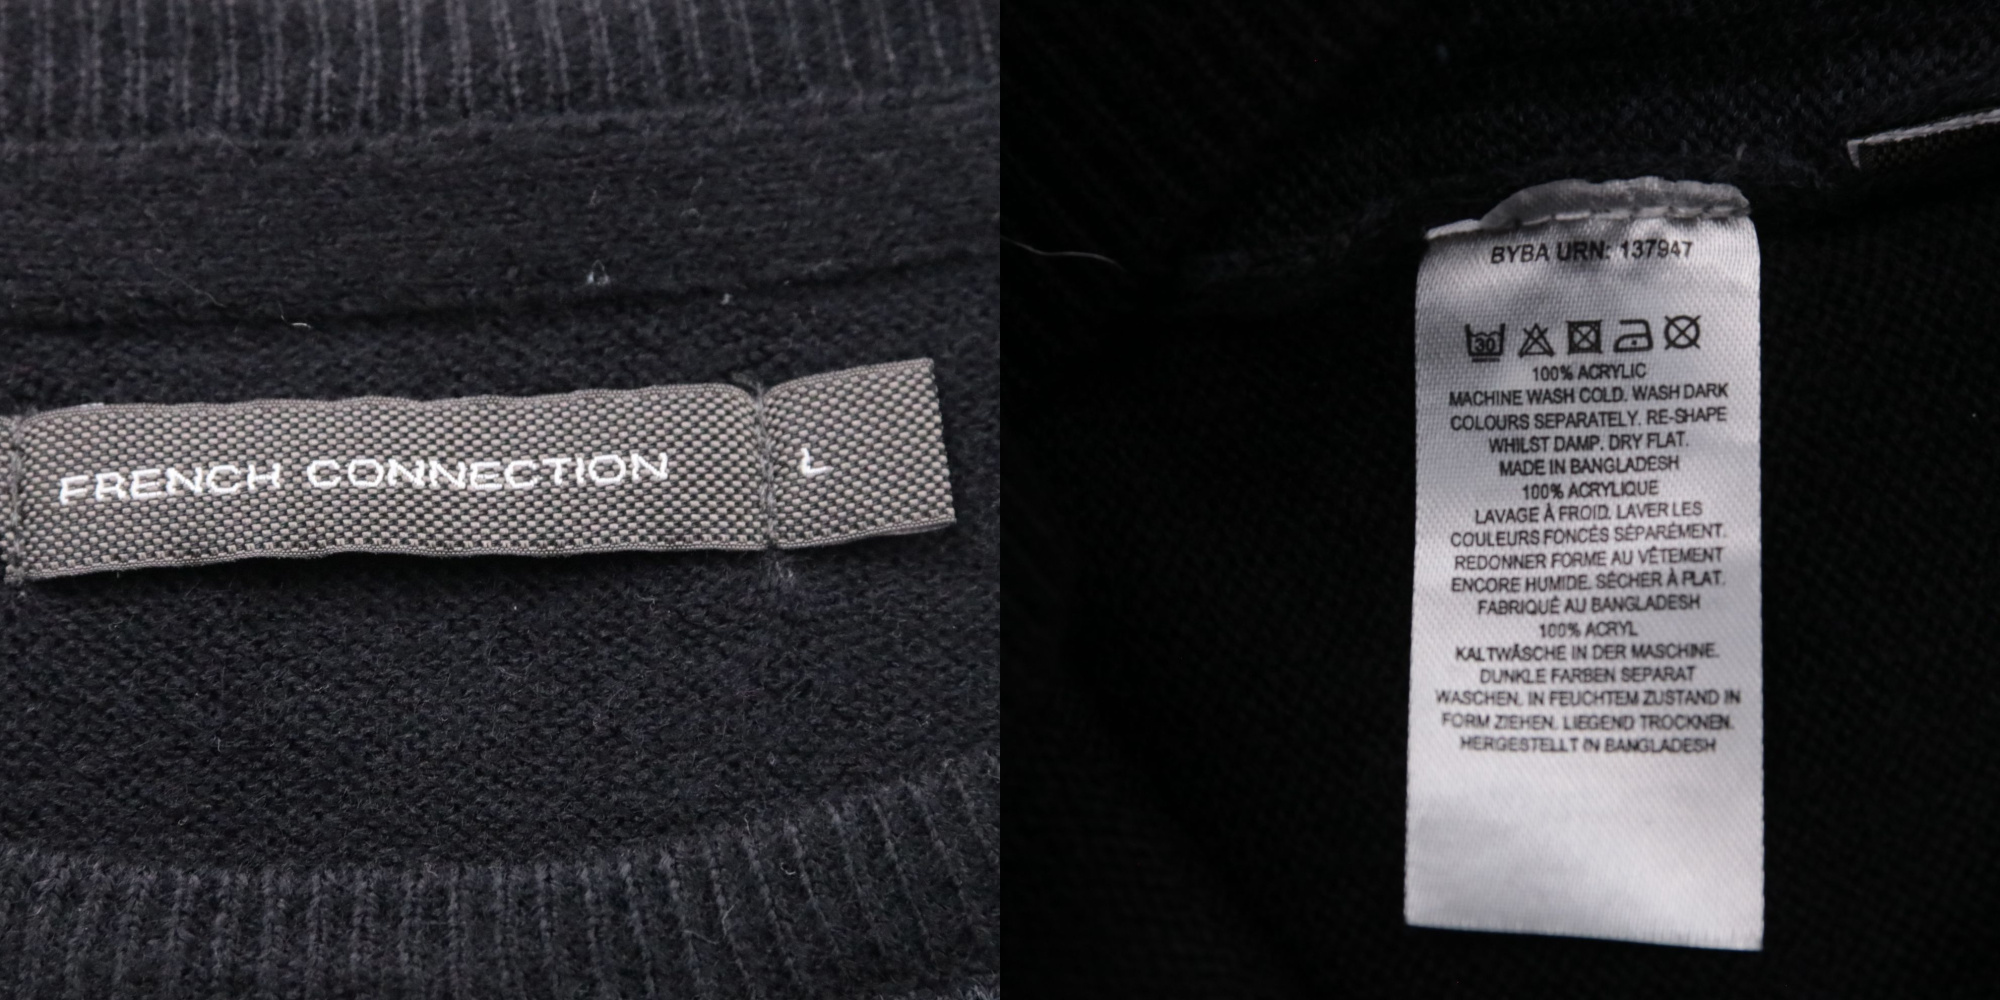 FRENCH CONNECTION L
BYBA URN: 137947
30
100% ACRYLIC
MACHINE WASH COLD. WASH DARK
COLOURS SEPARATELY. RE-SHAPE
WHILST DAMP. DRY FLAT.
MADE IN BANGLADESH
100% ACRYLIQUE
LAVAGE À FROID. LAVER LES
COULEURS FONCÉS SÉPARÉMENT.
REDONNER FORME AU VÊTEMENT
ENCORE HUMIDE. SÉCHER À PLAT.
FABRIQUÉ AU BANGLADESH
100% ACRYL
KALTWÄSCHE IN DER MASCHINE.
DUNKLE FARBEN SEPARAT
WASCHEN. IN FEUCHTEM ZUSTAND IN
FORM ZIEHEN. LIEGEND TROCKNEN.
HERGESTELLT IN BANGLADESH